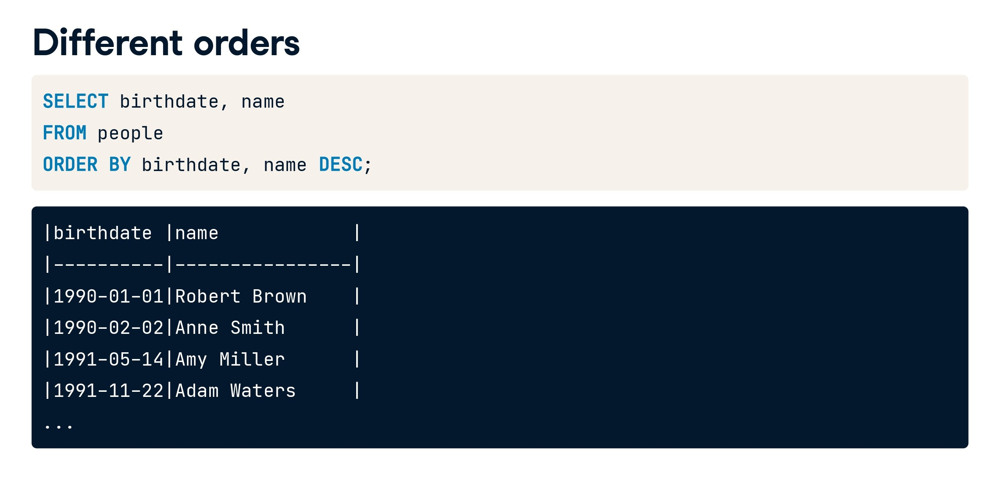 Different orders
SELECT birthdate, name
FROM people
ORDER BY birthdate, name DESC;
|birthdate |name            |
|----------|----------------|
|1990-01-01|Robert Brown    |
|1990-02-02|Anne Smith      |
|1991-05-14|Amy Miller      |
|1991-11-22|Adam Waters     |
...